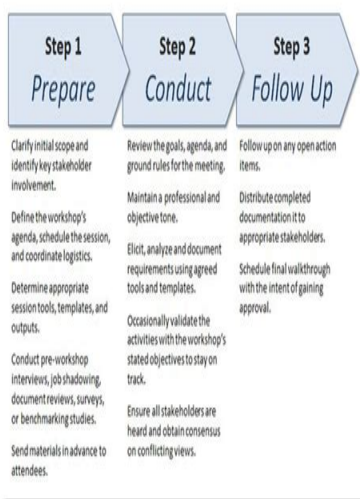 Step 1
Prepare
Clarify initial scope and
identify key stakeholder
involvement.
Define the workshop's
agenda, schedule the session,
and coordinate logistics.
Determine appropriate
session tools, templates, and
outputs.
Conduct pre-workshop
interviews, job shadowing,
document reviews, surveys,
or benchmarking studies.
Send materials in advance to
attendees.
Step 2
Conduct
Review the goals, agenda, and
ground rules for the meeting.
Maintain a professional and
objective tone.
Elicit, analyze and document
requirements using agreed
tools and templates.
Occasionally validate the
activities with the workshop's
stated objectives to stay on
track.
Ensure all stakeholders are
heard and obtain consensus
on conflicting views.
Step 3
Follow Up
Follow up on any open action
items.
Distribute completed
documentation it to
appropriate stakeholders.
Schedule final walkthrough
with the intent of gaining
approval.